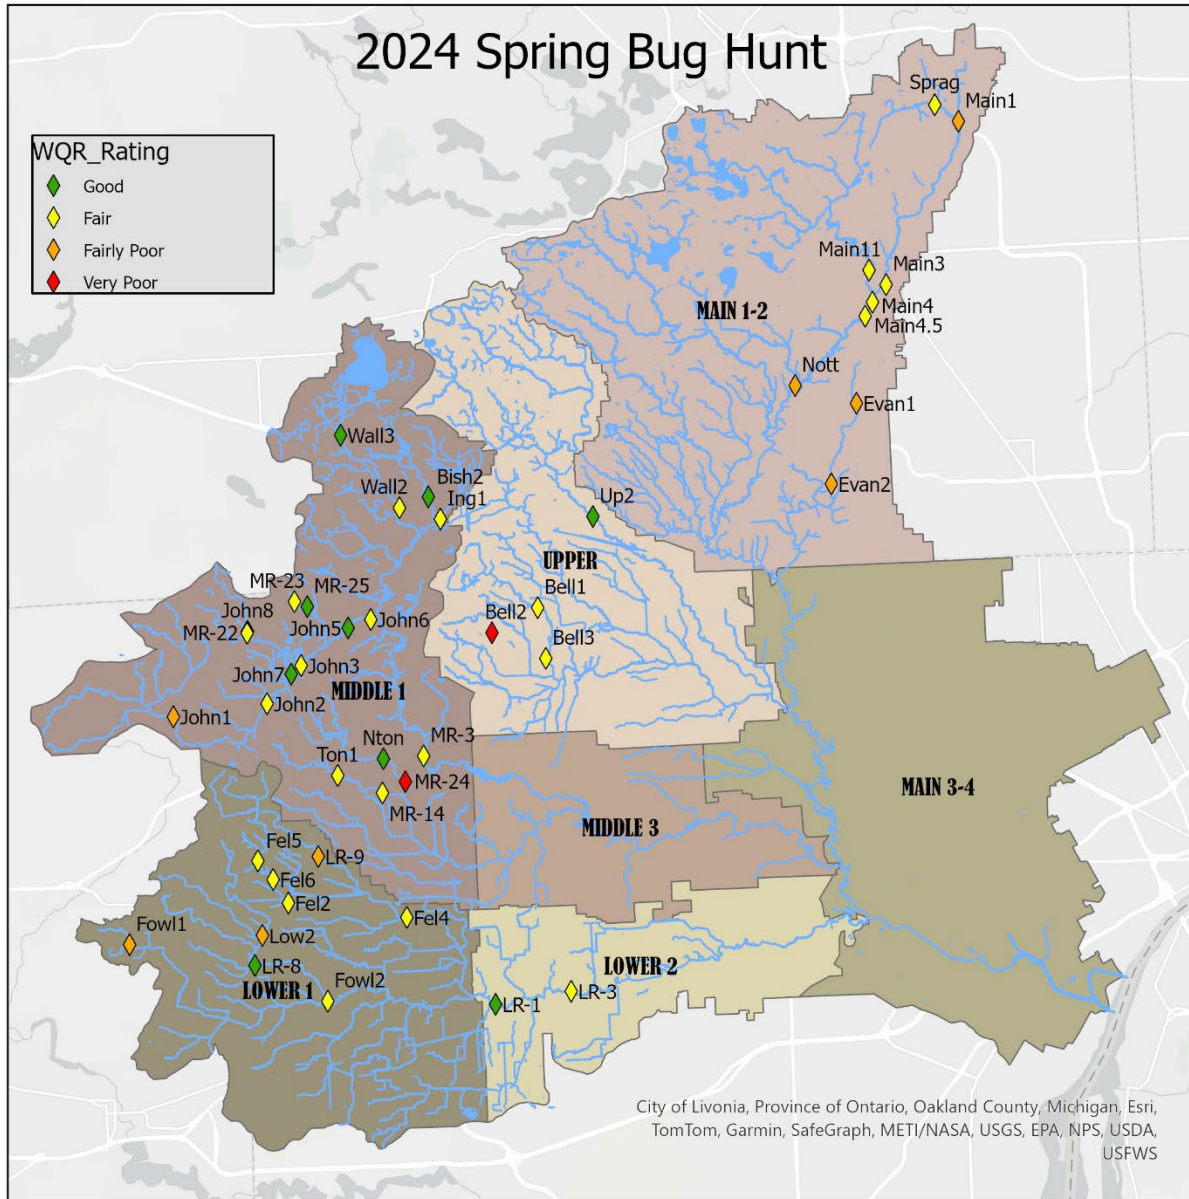 2024 Spring Bug Hunt
WQR_Rating
Good
Fair
Fairly Poor
Very Poor
Sprag
Main1
Main11
Main3
MAIN 1-2
Main4
Main4.5
Nott
Evan1
Wall3
Evan2
Bish2
Wall2
Ing1
Up2
UPPER
MR-23
MR-25
Bell1
John8
Bell2
John5
John6
MR-22
Bell3
John3
John7
MIDDLE 1
John2
John1
Nton
MR-3
Ton1
MR-24
MAIN 3-4
MR-14
MIDDLE 3
Fel5
LR-9
Fel6
Fel2
Fel4
Fowl1
Low2
LR-8
LOWER 2
Fowl2
LOWER 1
LR-3
LR-1
City of Livonia, Province of Ontario, Oakland County, Michigan, Esri,
TomTom, Garmin, SafeGraph, METI/NASA, USGS, EPA, NPS, USDA,
USFWS